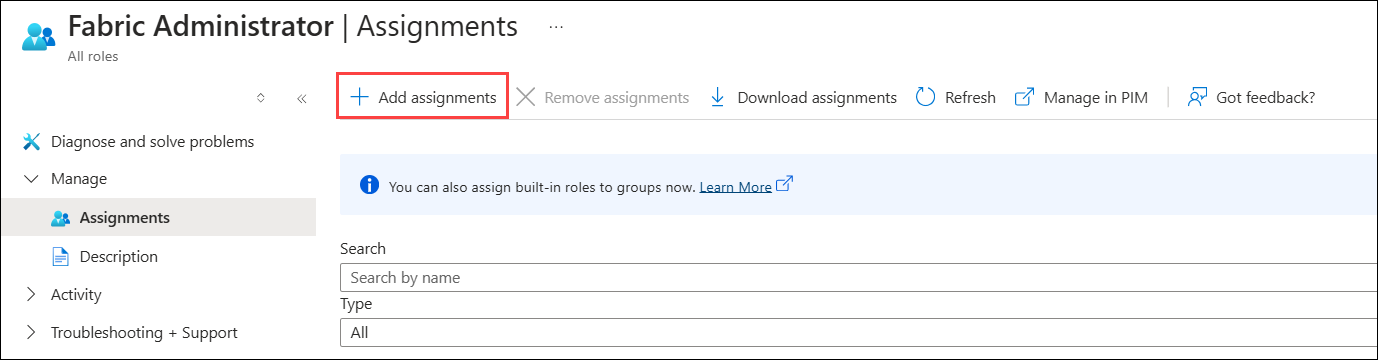 Fabric Administrator | Assignments ...
All roles
+ Add assignments Remove assignments Download assignments Refresh Manage in PIM | Got feedback?
Diagnose and solve problems
Manage
Assignments
Description
Activity
Troubleshooting + Support
You can also assign built-in roles to groups now. Learn More
Search
Search by name
Type
All